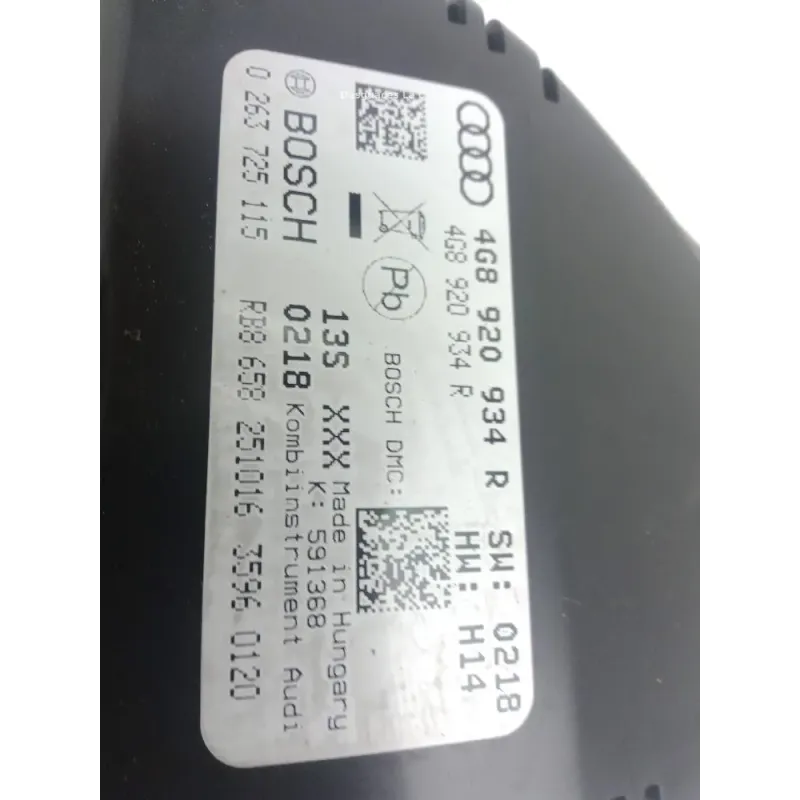 4G8 920 934 R SW: 0218
4G8 920 934 R HW: H14
Pb
BOSCH DMC:
13S XXX Made in Hungary
K: 591368
0218 Kombiinstrument Audi
BOSCH
0 263 725 115 RB8 658 251016 3596 0120